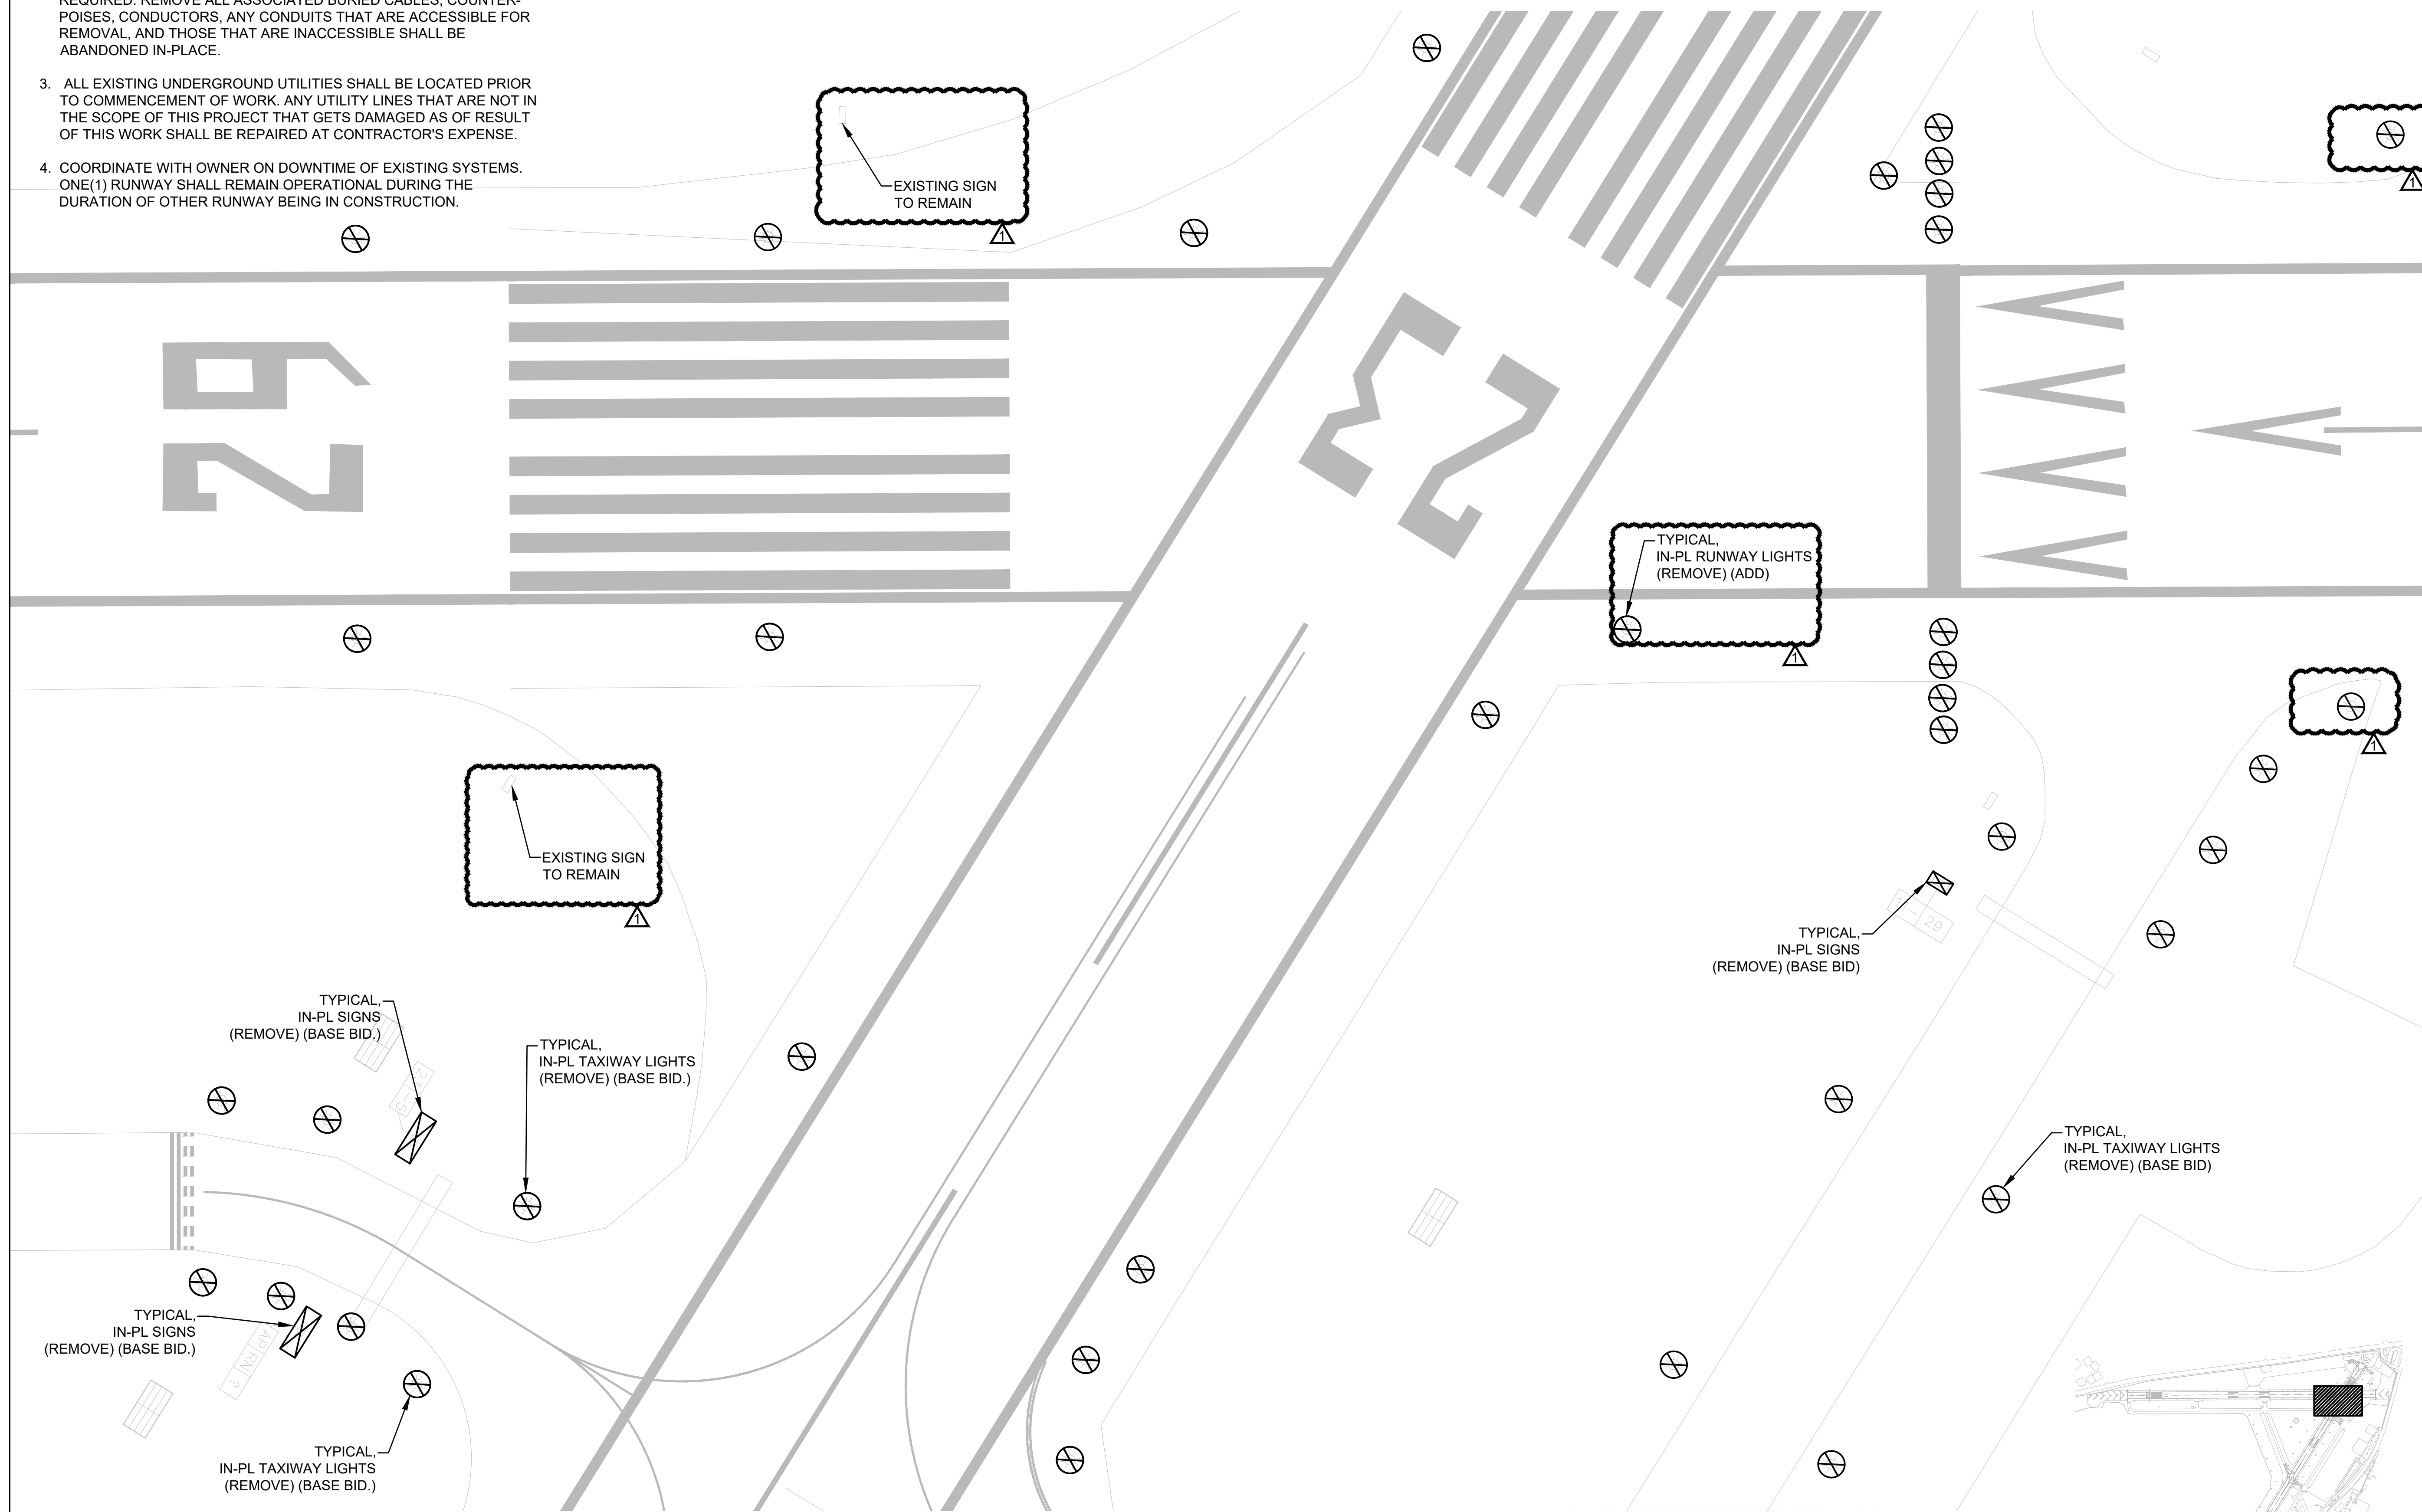 REQUIRED. REMOVE ALL ASSOCIATED BURIED CABLES, COUNTER-
POISES, CONDUCTORS, ANY CONDUITS THAT ARE ACCESSIBLE FOR
REMOVAL, AND THOSE THAT ARE INACCESSIBLE SHALL BE
ABANDONED IN-PLACE.
3. ALL EXISTING UNDERGROUND UTILITIES SHALL BE LOCATED PRIOR
TO COMMENCEMENT OF WORK. ANY UTILITY LINES THAT ARE NOT IN
THE SCOPE OF THIS PROJECT THAT GETS DAMAGED AS OF RESULT
OF THIS WORK SHALL BE REPAIRED AT CONTRACTOR'S EXPENSE.
4. COORDINATE WITH OWNER ON DOWNTIME OF EXISTING SYSTEMS.
ONE(1) RUNWAY SHALL REMAIN OPERATIONAL DURING THE
DURATION OF OTHER RUNWAY BEING IN CONSTRUCTION.
EXISTING SIGN
TO REMAIN
1
1
29
23
TYPICAL,
IN-PL RUNWAY LIGHTS
(REMOVE) (ADD)
1
1
EXISTING SIGN
TO REMAIN
1
TYPICAL,
IN-PL SIGNS
(REMOVE) (BASE BID)
29
TYPICAL,
IN-PL SIGNS
(REMOVE) (BASE BID.)
23-5
TYPICAL,
IN-PL TAXIWAY LIGHTS
(REMOVE) (BASE BID.)
TYPICAL,
IN-PL TAXIWAY LIGHTS
(REMOVE) (BASE BID)
TYPICAL,
IN-PL SIGNS
(REMOVE) (BASE BID.)
APRN
TYPICAL,
IN-PL TAXIWAY LIGHTS
(REMOVE) (BASE BID.)